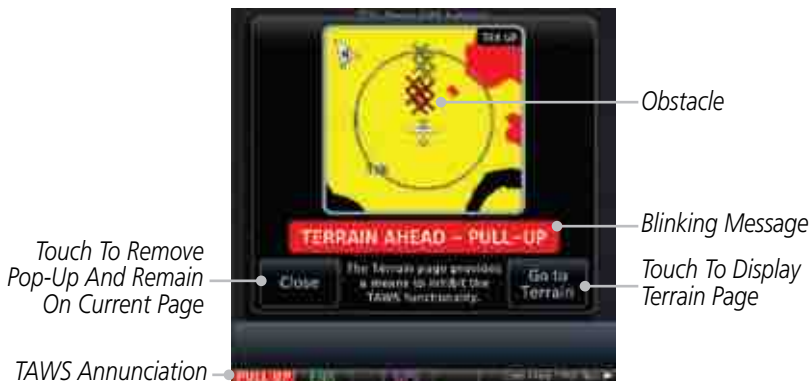 TRK UP
Obstacle
TERRAIN AHEAD – PULL-UP
Blinking Message
Touch To Remove
Pop-Up And Remain
On Current Page
Close
The Terrain page provides
a means to inhibit the
TAWS functionality.
Go to
Terrain
Touch To Display
Terrain Page
TAWS Annunciation
PULL UP